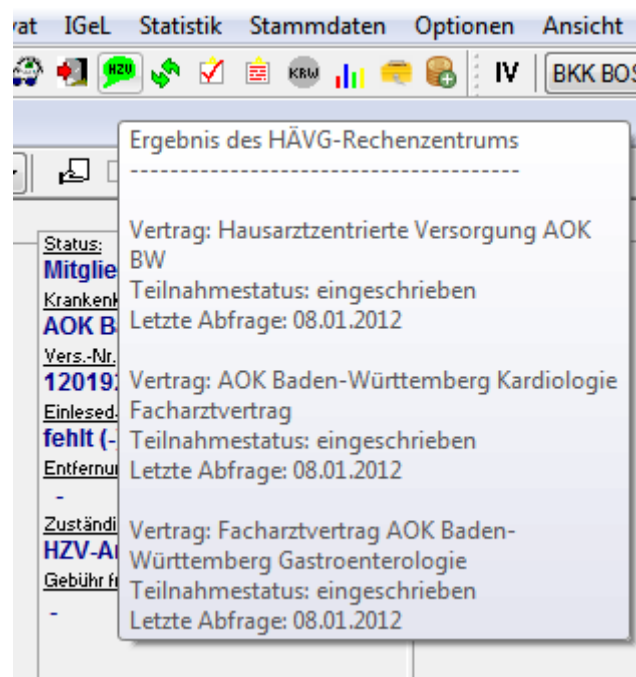 IGeL Statistik Stammdaten Optionen Ansicht
HZV KBW IV BKK BOS
Ergebnis des HÄVG-Rechenzentrums
---------------------------------------
Vertrag: Hausarztzentrierte Versorgung AOK
BW
Teilnahmestatus: eingeschrieben
Letzte Abfrage: 08.01.2012
Vertrag: AOK Baden-Württemberg Kardiologie
Facharztvertrag
Teilnahmestatus: eingeschrieben
Letzte Abfrage: 08.01.2012
Vertrag: Facharztvertrag AOK Baden-
Württemberg Gastroenterologie
Teilnahmestatus: eingeschrieben
Letzte Abfrage: 08.01.2012
Status:
Mitglie
Krankenk
AOK B
Vers.-Nr.
12019
Einlesed
fehlt (-
Entfernu
-
Zuständi
HZV-A
Gebühr f
-